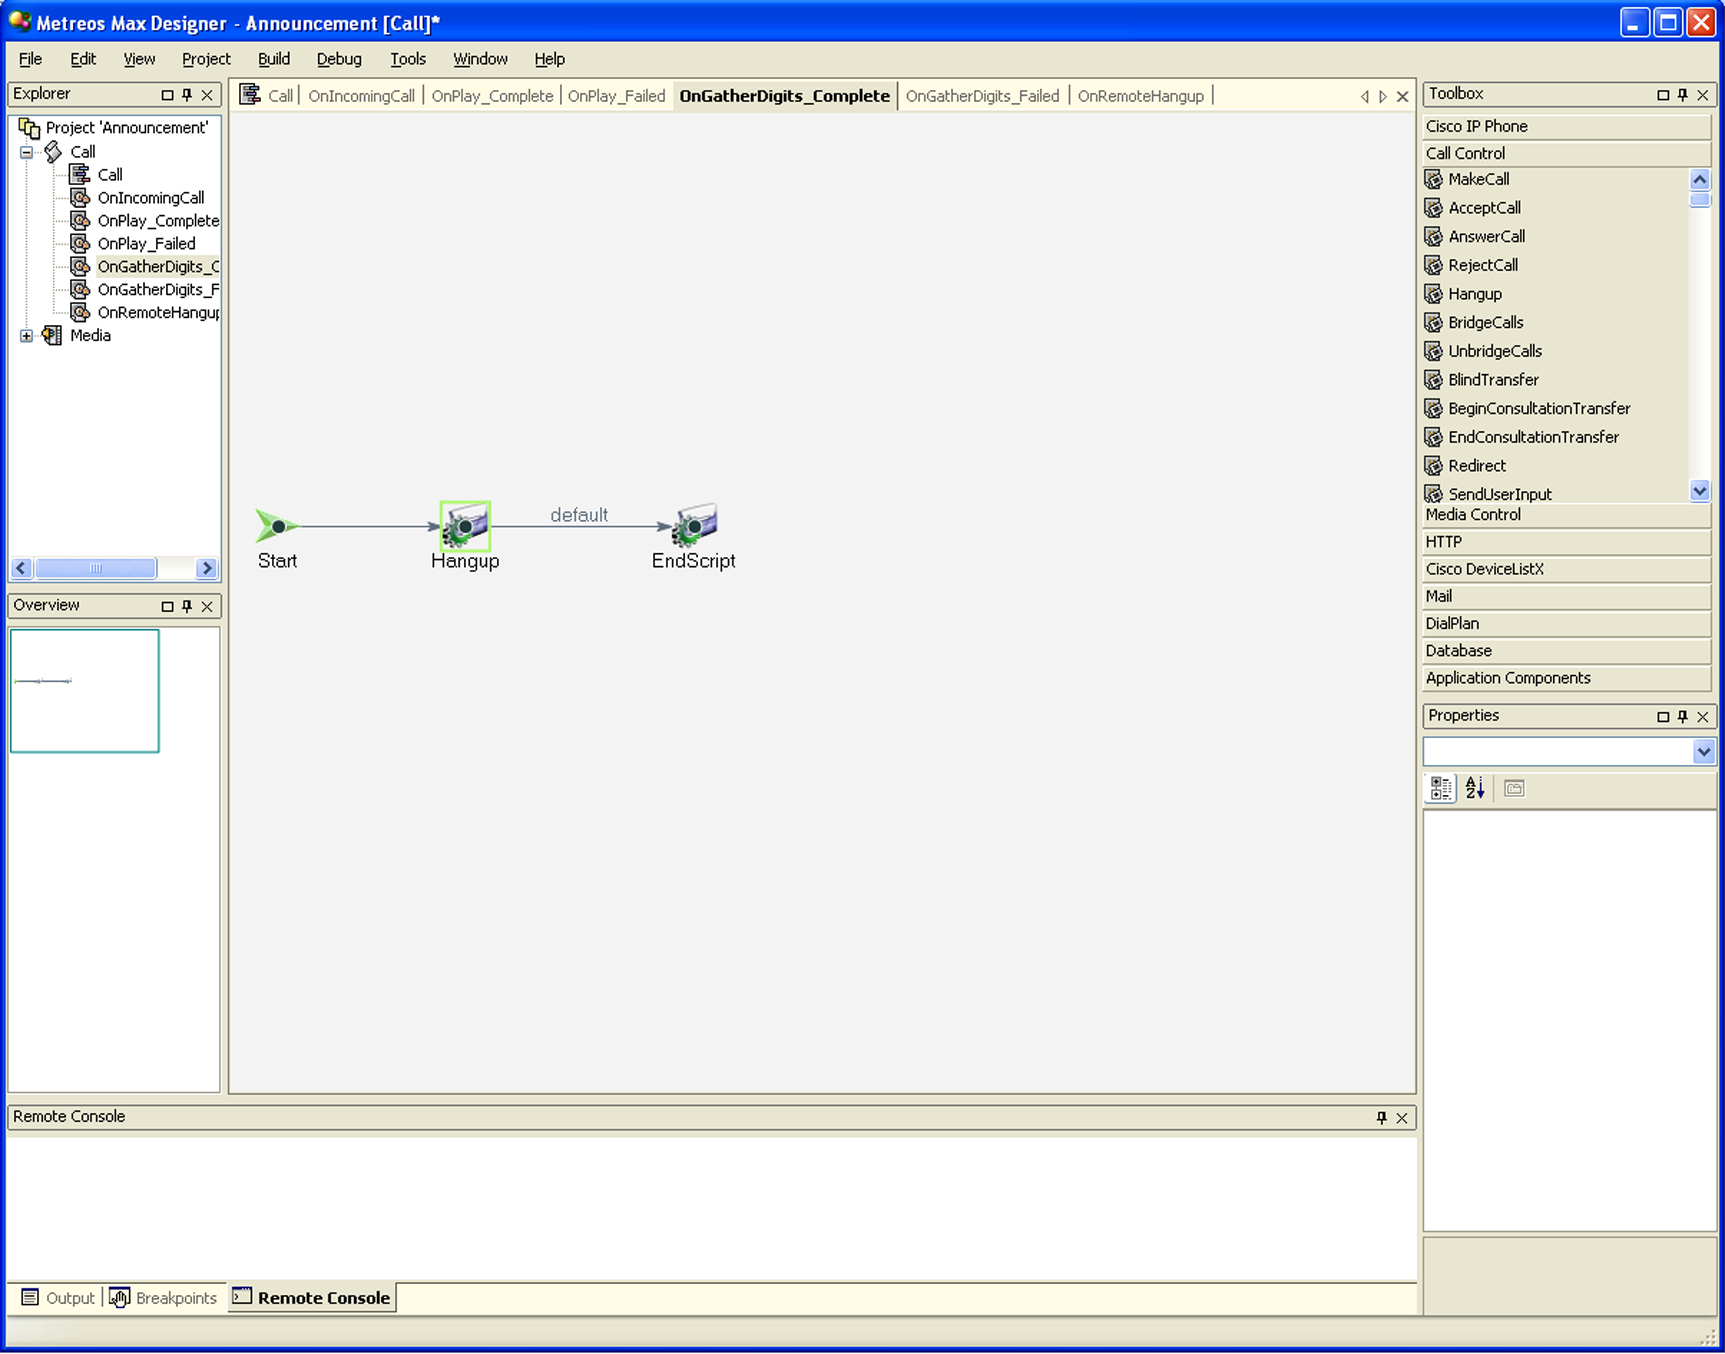 Metreos Max Designer - Announcement [Call]*
File Edit View Project Build Debug Tools Window Help
Explorer
Project 'Announcement'
Call
Call
OnIncomingCall
OnPlay_Complete
OnPlay_Failed
OnGatherDigits_C
OnGatherDigits_F
OnRemoteHangup
Media
Overview
Call OnIncomingCall OnPlay_Complete OnPlay_Failed OnGatherDigits_Complete OnGatherDigits_Failed OnRemoteHangup
default
Start Hangup EndScript
Toolbox
Cisco IP Phone
Call Control
MakeCall
AcceptCall
AnswerCall
RejectCall
Hangup
BridgeCalls
UnbridgeCalls
BlindTransfer
BeginConsultationTransfer
EndConsultationTransfer
Redirect
SendUserInput
Media Control
HTTP
Cisco DeviceListX
Mail
DialPlan
Database
Application Components
Properties
Remote Console
Output Breakpoints Remote Console